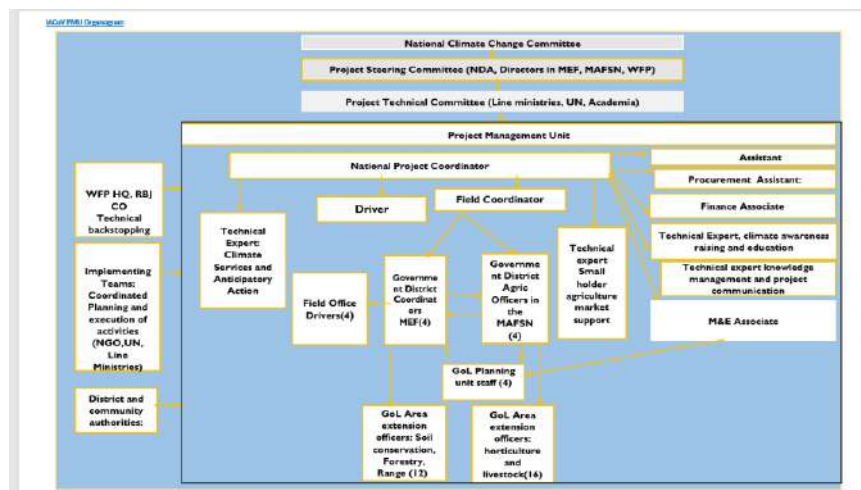 IACoV PMU Organogram
National Climate Change Committee
Project Steering Committee (NDA, Directors in MEF, MAFSN, WFP)
Project Technical Committee (Line ministries, UN, Academia)
Project Management Unit
National Project Coordinator
Assistant
Procurement Assistant:
Finance Associate
Technical Expert, climate awareness
raising and education
Technical expert knowledge
management and project
communication
M&E Associate
WFP HQ, RBJ
CO
Technical
backstopping
Implementing
Teams:
Coordinated
Planning and
execution of
activities
(NGO,UN,
Line
Ministries)
District and
community
authorities:
Technical
Expert:
Climate
Services and
Anticipatory
Action
Driver
Field Coordinator
Field Office
Drivers(4)
Governme
nt District
Coordinat
ors
MEF(4)
Governme
nt District
Agric
Officers in
the
MAFSN
(4)
Technical
expert Small
holder
agriculture
market
support
GoL Planning
unit staff (4)
GoL Area
extension
officers: Soil
conservation,
Forestry,
Range (12)
GoL Area
extension
officers:
horticulture
and
livestock(16)